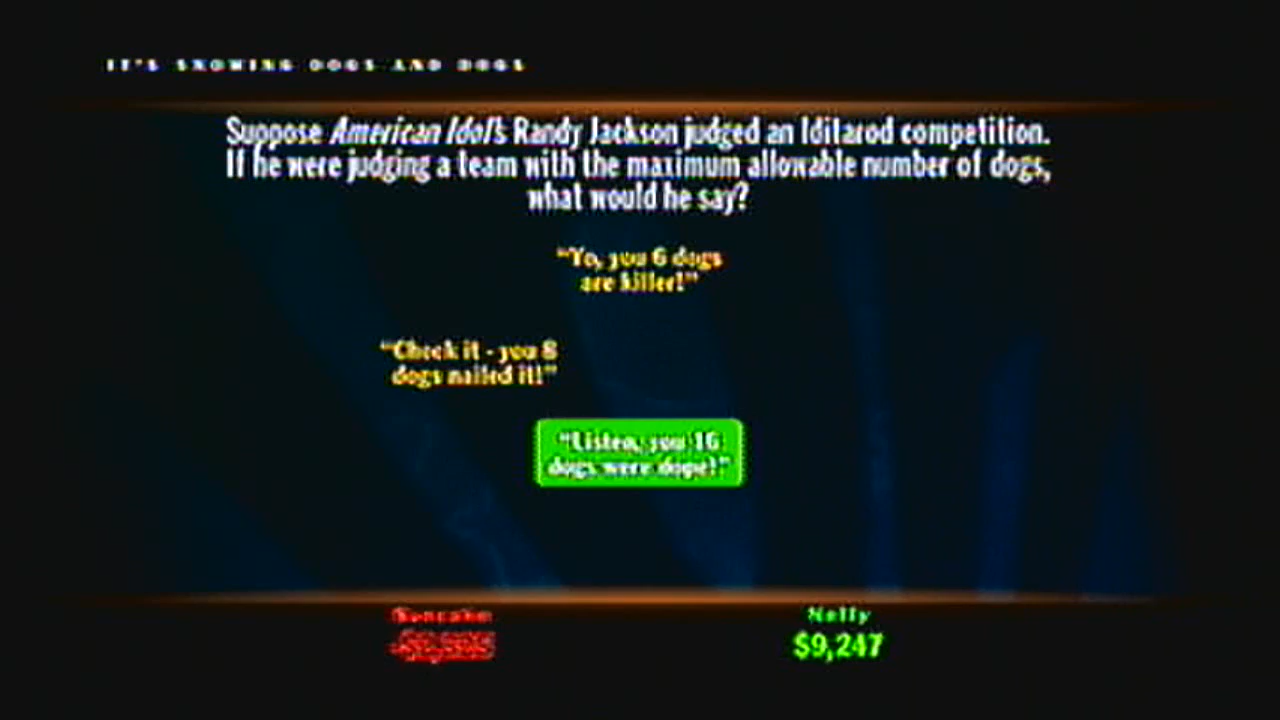 IT'S SNOWING DOGS AND DOGS
Suppose American Idol's Randy Jackson judged an Iditarod competition.
If he were judging a team with the maximum allowable number of dogs,
what would he say?
“Yo, you 6 dogs
are killer!”
“Check it - you 8
dogs nailed it!”
“Listen, you 16
dogs were dope!”
Nelly
$9,247